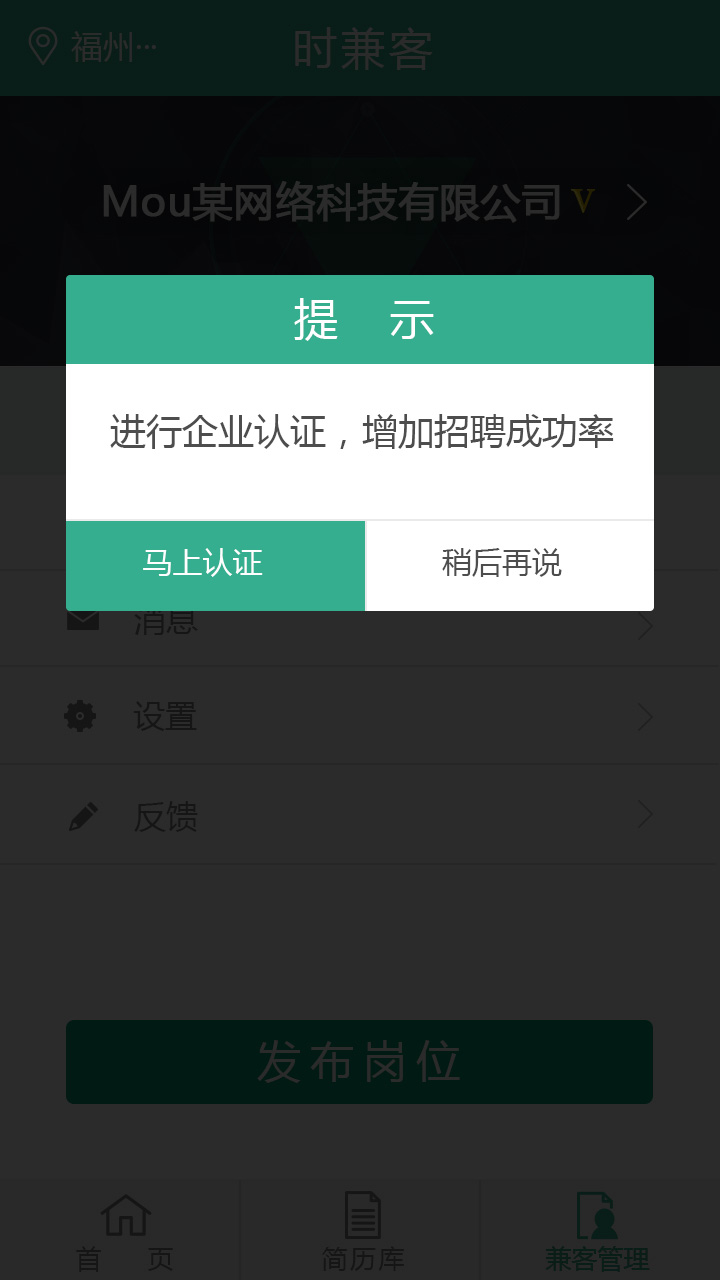 福州··· 时兼客
Mou某网络科技有限公司 V
提 示
进行企业认证，增加招聘成功率
马上认证 稍后再说
消息
设置
反馈
发布岗位
首 页 简历库 兼客管理